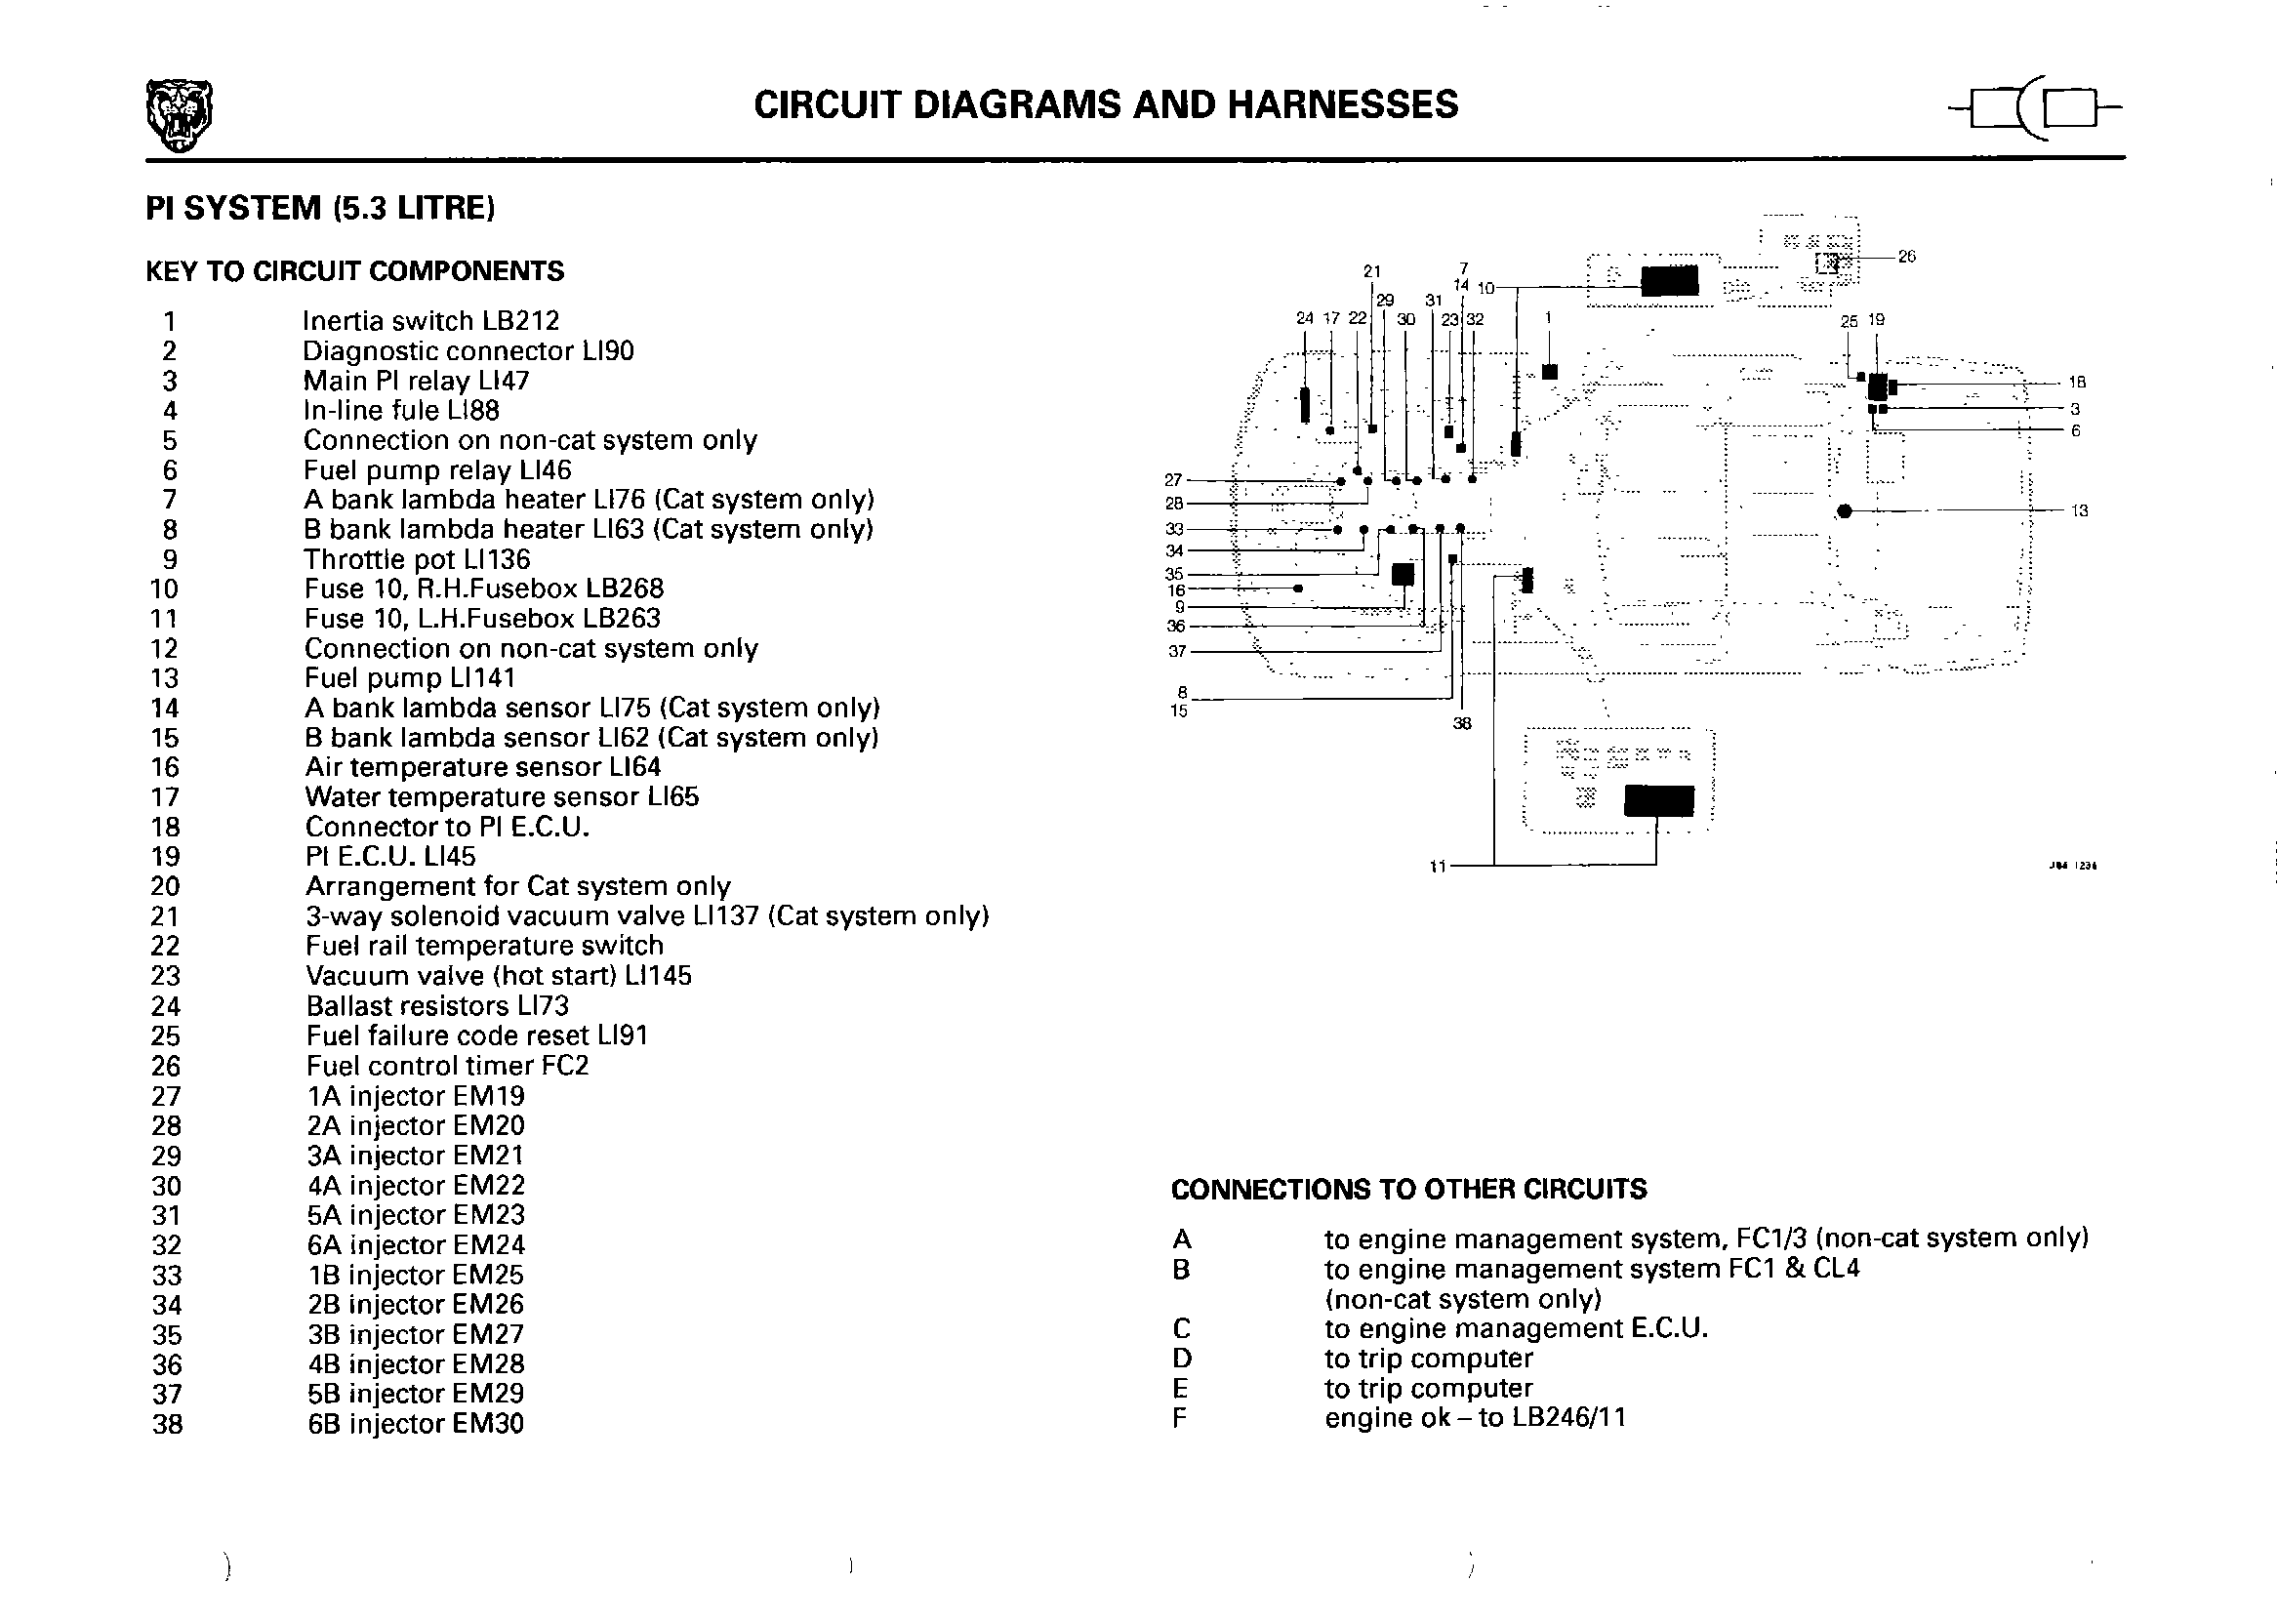 CIRCUIT DIAGRAMS AND HARNESSES
PI SYSTEM (5.3 LITRE)
KEY TO CIRCUIT COMPONENTS
1 Inertia switch LB212
2 Diagnostic connector LI90
3 Main PI relay LI47
4 In-line fule LI88
5 Connection on non-cat system only
6 Fuel pump relay LI46
7 A bank lambda heater LI76 (Cat system only)
8 B bank lambda heater LI63 (Cat system only)
9 Throttle pot LI136
10 Fuse 10, R.H.Fusebox LB268
11 Fuse 10, L.H.Fusebox LB263
12 Connection on non-cat system only
13 Fuel pump LI141
14 A bank lambda sensor LI75 (Cat system only)
15 B bank lambda sensor LI62 (Cat system only)
16 Air temperature sensor LI64
17 Water temperature sensor LI65
18 Connector to PI E.C.U.
19 PI E.C.U. LI45
20 Arrangement for Cat system only
21 3-way solenoid vacuum valve LI137 (Cat system only)
22 Fuel rail temperature switch
23 Vacuum valve (hot start) LI145
24 Ballast resistors LI73
25 Fuel failure code reset LI91
26 Fuel control timer FC2
27 1A injector EM19
28 2A injector EM20
29 3A injector EM21
30 4A injector EM22
31 5A injector EM23
32 6A injector EM24
33 1B injector EM25
34 2B injector EM26
35 3B injector EM27
36 4B injector EM28
37 5B injector EM29
38 6B injector EM30
26
21 7
14 10
29 31
24 17 22 30 23 32 1 25 19
18
3
6
27
28
33
13
34
35
16
9
36
37
8
15
38
11
J84 1236
CONNECTIONS TO OTHER CIRCUITS
A to engine management system, FC1/3 (non-cat system only)
B to engine management system FC1 & CL4
(non-cat system only)
C to engine management E.C.U.
D to trip computer
E to trip computer
F engine ok – to LB246/11